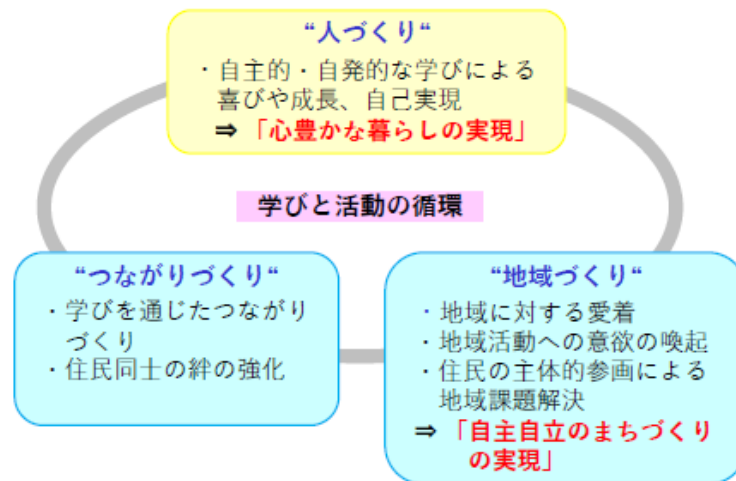 “人づくり“
・自主的・自発的な学びによる
喜びや成長、自己実現
⇒ 「心豊かな暮らしの実現」
学びと活動の循環
“つながりづくり“
・学びを通じたつながり
づくり
・住民同士の絆の強化
“地域づくり“
・地域に対する愛着
・地域活動への意欲の喚起
・住民の主体的参画による
地域課題解決
⇒ 「自主自立のまちづくり
の実現」